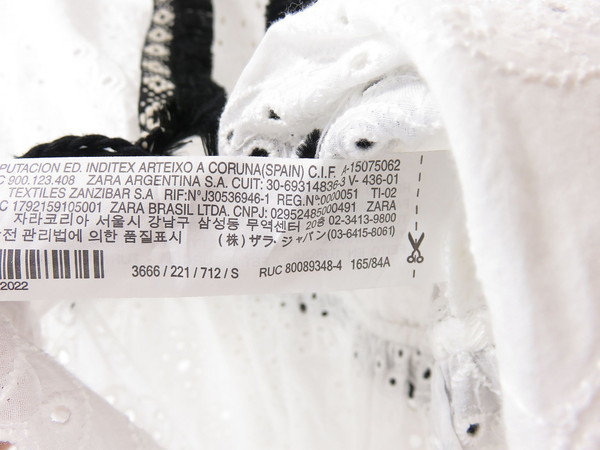 PUTACION ED. INDITEX ARTEIXO A CORUNA(SPAIN) C.I.F. A-15075062
C 900.123.408 ZARA ARGENTINA S.A. CUIT: 30-69314836-3 V- 436-01
TEXTILES ZANZIBAR S.A RIF:N°J30536946-1 REG.N°:0000051 TI-02
C 1792159105001 ZARA BRASIL LTDA. CNPJ: 02952485000491 ZARA
자라코리아 서울시 강남구 삼성동 무역센터 20층 02-3413-9800
전 관리법에 의한 품질표시 (株)ザラ ジャパン(03-6415-8061)
3666 / 221 / 712 / S RUC 80089348-4 165/84A
2022